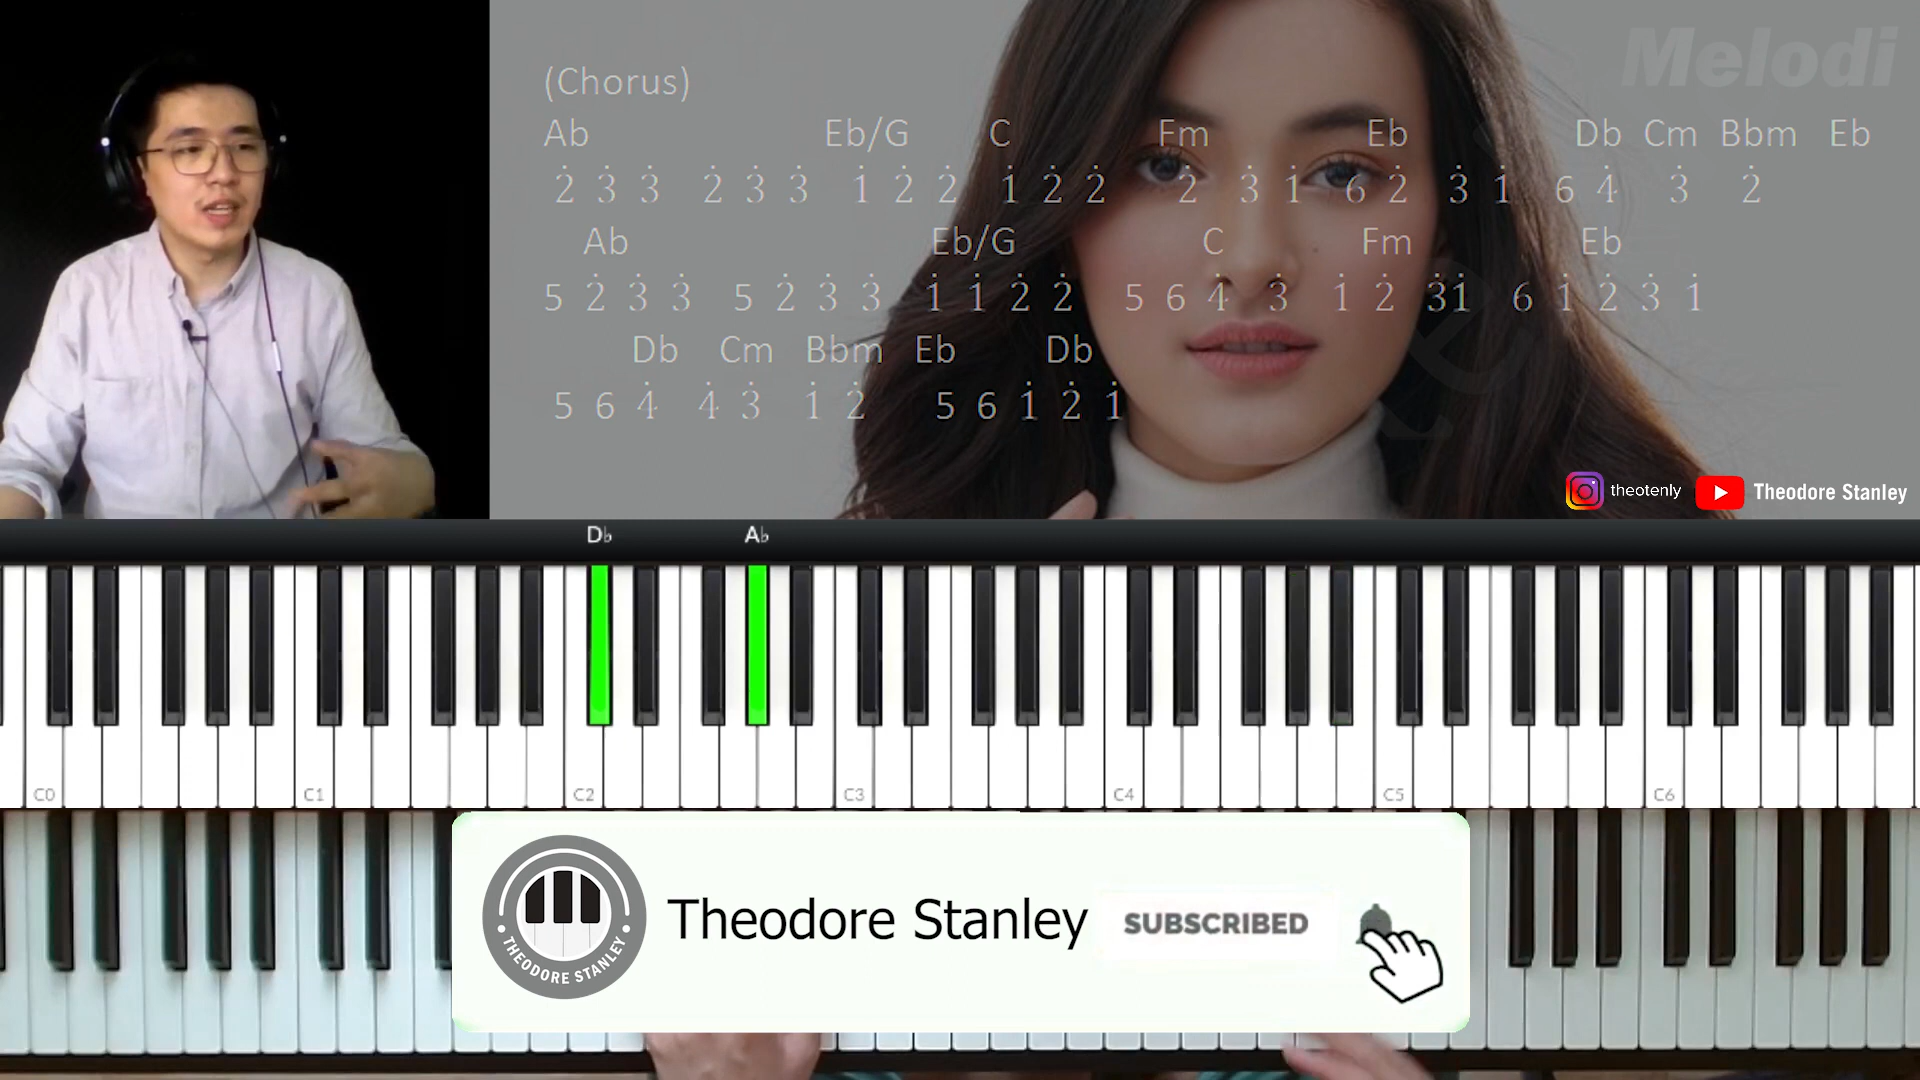 Melodi
(Chorus)
Ab Eb/G C Fm Eb Db Cm Bbm Eb
2̇ 3̇ 3̇ 2̇ 3̇ 3̇ 1̇ 2̇ 2̇ 1̇ 2̇ 2̇ 2̇ 3̇ 1̇ 6 2̇ 3̇ 1̇ 6 4̇ 3̇ 2̇
Ab Eb/G C Fm Eb
5 2̇ 3̇ 3̇ 5 2̇ 3̇ 3̇ 1̇ 1̇ 2̇ 2̇ 5 6 4̇ 3̇ 1̇ 2̇ 3̇1̇ 6 1̇ 2̇ 3̇ 1̇
Db Cm Bbm Eb Db
5 6 4̇ 4̇ 3̇ 1̇ 2̇ 5 6 1̇ 2̇ 1̇
theotenly Theodore Stanley
D♭ A♭
C0 C1 C2 C3 C4 C5 C6
Theodore Stanley SUBSCRIBED
THEODORE STANLEY